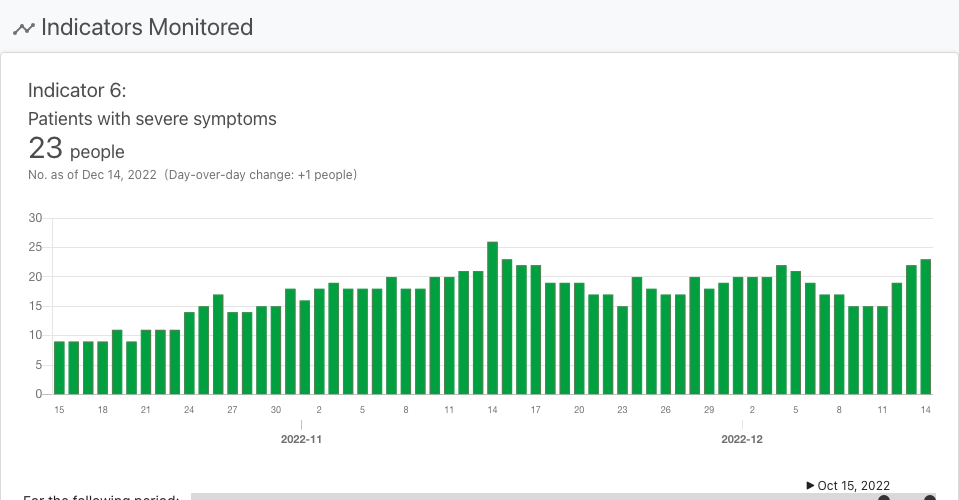 Indicators Monitored
Indicator 6:
Patients with severe symptoms
23 people
No. as of Dec 14, 2022 (Day-over-day change: +1 people)
30
25
20
15
10
5
0
15 18 21 24 27 30 2 5 8 11 14 17 20 23 26 29 2 5 8 11 14
2022-11 2022-12
Oct 15, 2022
For the following period: